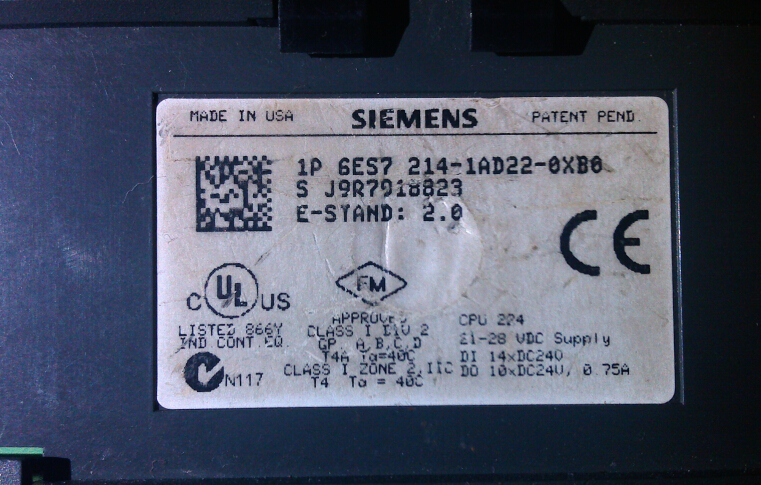 MADE IN USA SIEMENS PATENT PEND.
1P 6ES7 214-1AD22-0XB0
S J9R7918823
E-STAND: 2.0
CE
C UL US
FM
LISTED 866Y
IND CONT.EQ.
N117
APPROVED
CLASS I DIV 2
GP. A,B,C,D
T4A Ta=40C
CLASS I ZONE 2,IIC
T4 Ta = 40C
CPU 224
21-28 VDC Supply
DI 14xDC24V
DO 10xDC24V, 0.75A